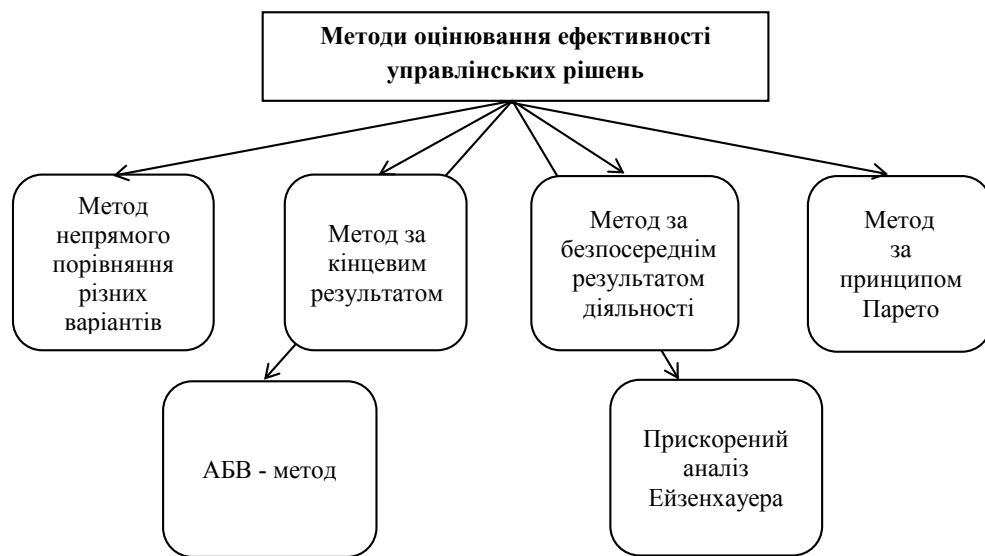 Методи оцінювання ефективності
управлінських рішень
Метод
непрямого
порівняння
різних
варіантів
Метод за
кінцевим
результатом
Метод за
безпосереднім
результатом
діяльності
Метод
за
принципом
Парето
АБВ - метод
Прискорений
аналіз
Ейзенхауера